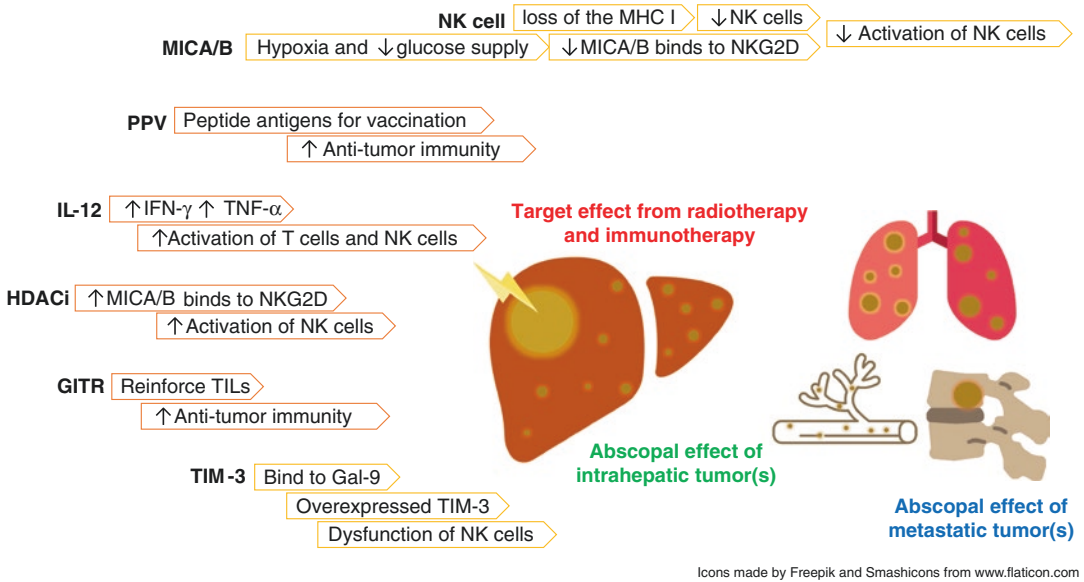 NK cell loss of the MHC I ↓NK cells
MICA/B Hypoxia and ↓glucose supply ↓MICA/B binds to NKG2D
↓ Activation of NK cells
PPV Peptide antigens for vaccination
↑ Anti-tumor immunity
IL-12 ↑IFN-γ ↑ TNF-α
↑Activation of T cells and NK cells
HDACi ↑MICA/B binds to NKG2D
↑Activation of NK cells
GITR Reinforce TILs
↑Anti-tumor immunity
TIM-3 Bind to Gal-9
Overexpressed TIM-3
Dysfunction of NK cells
Target effect from radiotherapy
and immunotherapy
Abscopal effect of
intrahepatic tumor(s)
Abscopal effect of
metastatic tumor(s)
Icons made by Freepik and Smashicons from www.flaticon.com